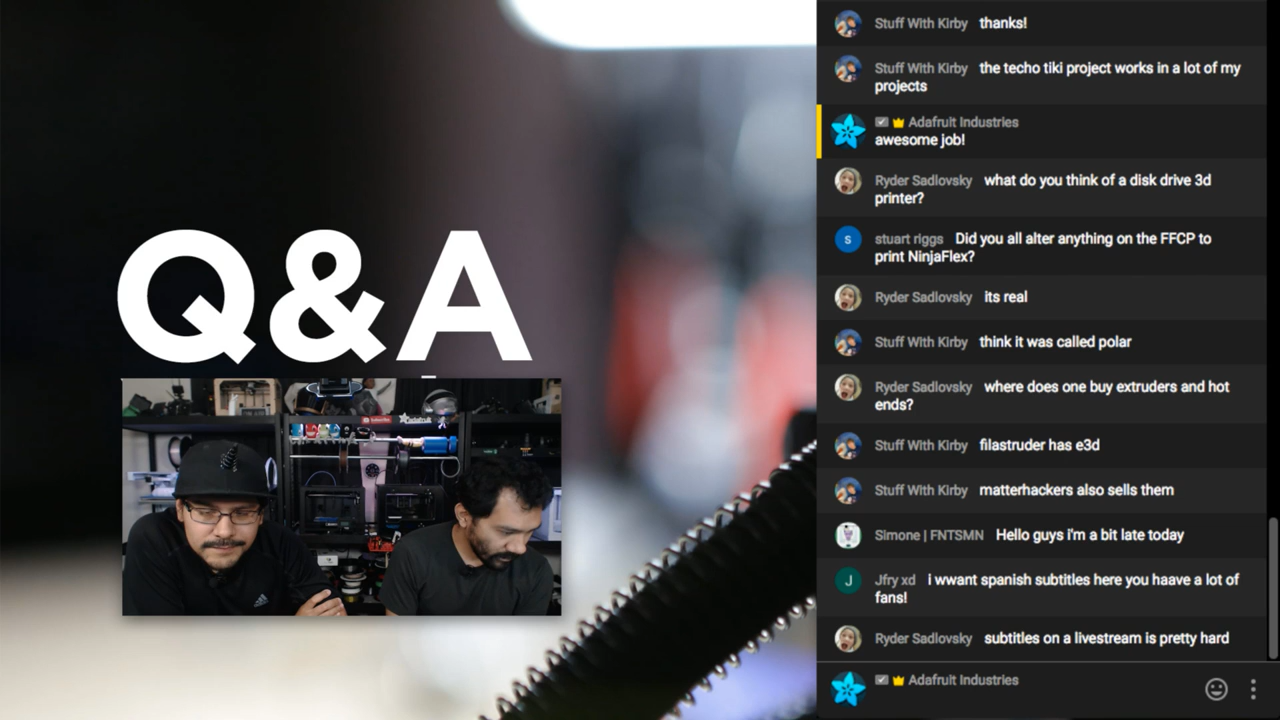 Q&A
Adafruit
Stuff With Kirby thanks!
Stuff With Kirby the techo tiki project works in a lot of my
projects
Adafruit Industries
awesome job!
Ryder Sadlovsky what do you think of a disk drive 3d
printer?
S stuart riggs Did you all alter anything on the FFCP to
print NinjaFlex?
Ryder Sadlovsky its real
Stuff With Kirby think it was called polar
Ryder Sadlovsky where does one buy extruders and hot
ends?
Stuff With Kirby filastruder has e3d
Stuff With Kirby matterhackers also sells them
Simone | FNTSMN Hello guys i'm a bit late today
J Jfry xd i wwant spanish subtitles here you haave a lot of
fans!
Ryder Sadlovsky subtitles on a livestream is pretty hard
Adafruit Industries